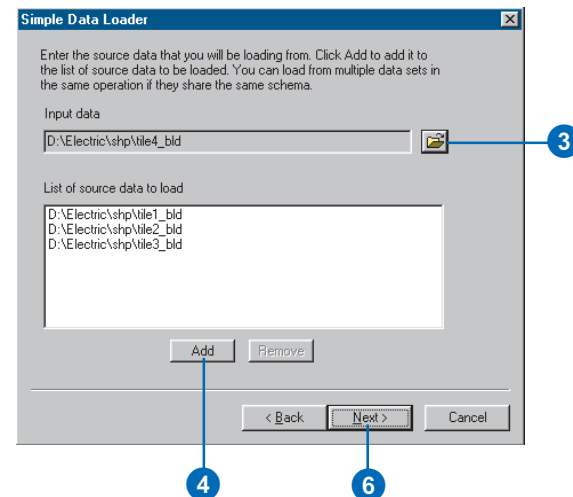 Simple Data Loader
Enter the source data that you will be loading from. Click Add to add it to
the list of source data to be loaded. You can load from multiple data sets in
the same operation if they share the same schema.
Input data
D:\Electric\shp\tile4_bld
3
List of source data to load
D:\Electric\shp\tile1_bld
D:\Electric\shp\tile2_bld
D:\Electric\shp\tile3_bld
Add Remove
< Back Next > Cancel
4 6